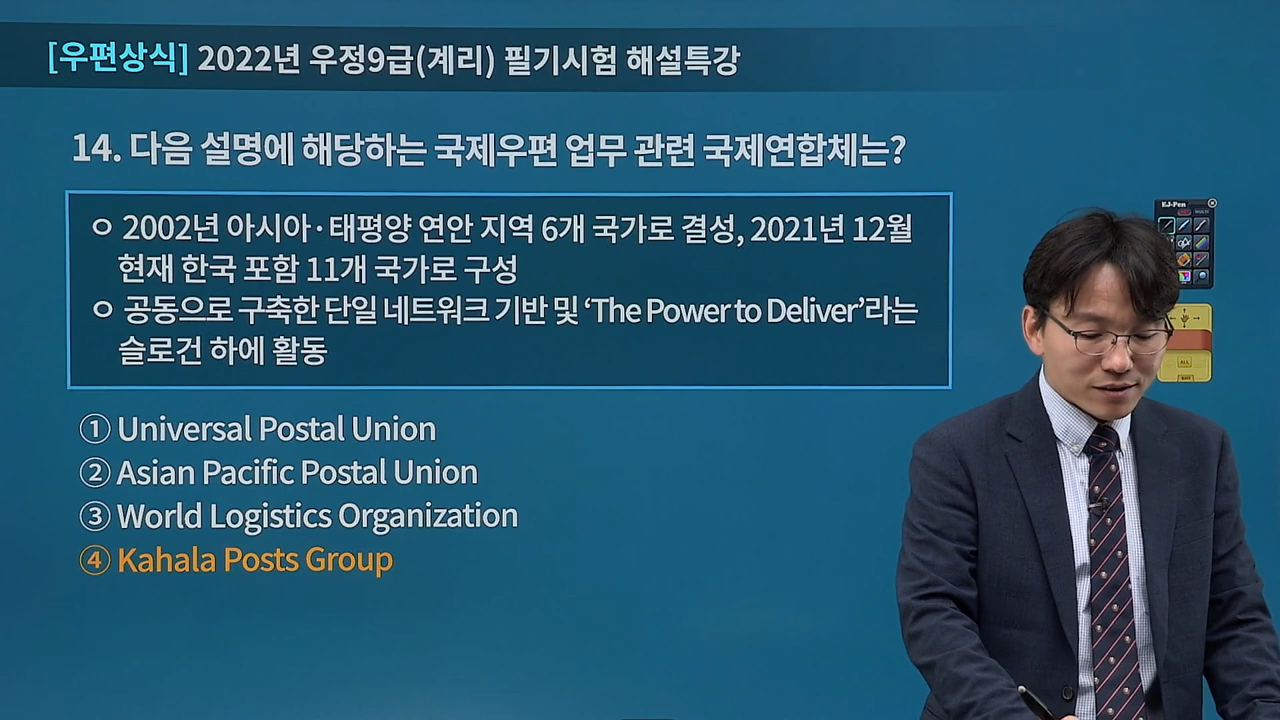 [우편상식] 2022년 우정9급(계리) 필기시험 해설특강
14. 다음 설명에 해당하는 국제우편 업무 관련 국제연합체는?
ㅇ 2002년 아시아·태평양 연안 지역 6개 국가로 결성, 2021년 12월
현재 한국 포함 11개 국가로 구성
ㅇ 공동으로 구축한 단일 네트워크 기반 및 ‘The Power to Deliver’라는
슬로건 하에 활동
① Universal Postal Union
② Asian Pacific Postal Union
③ World Logistics Organization
④ Kahala Posts Group
EJ-Pen
MULTI
ALL
EXIT